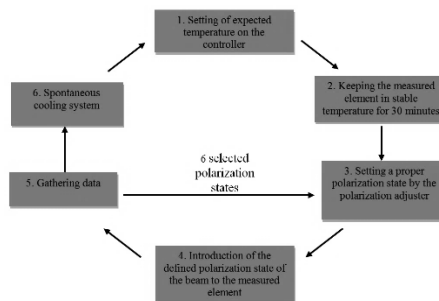 1. Setting of expected
temperature on the
controller
6. Spontaneous
cooling system
2. Keeping the measured
element in stable
temperature for 30 minutes
6 selected
polarization
states
5. Gathering data
3. Setting a proper
polarization state by the
polarization adjuster
4. Introduction of the
defined polarization state of
the beam to the measured
element